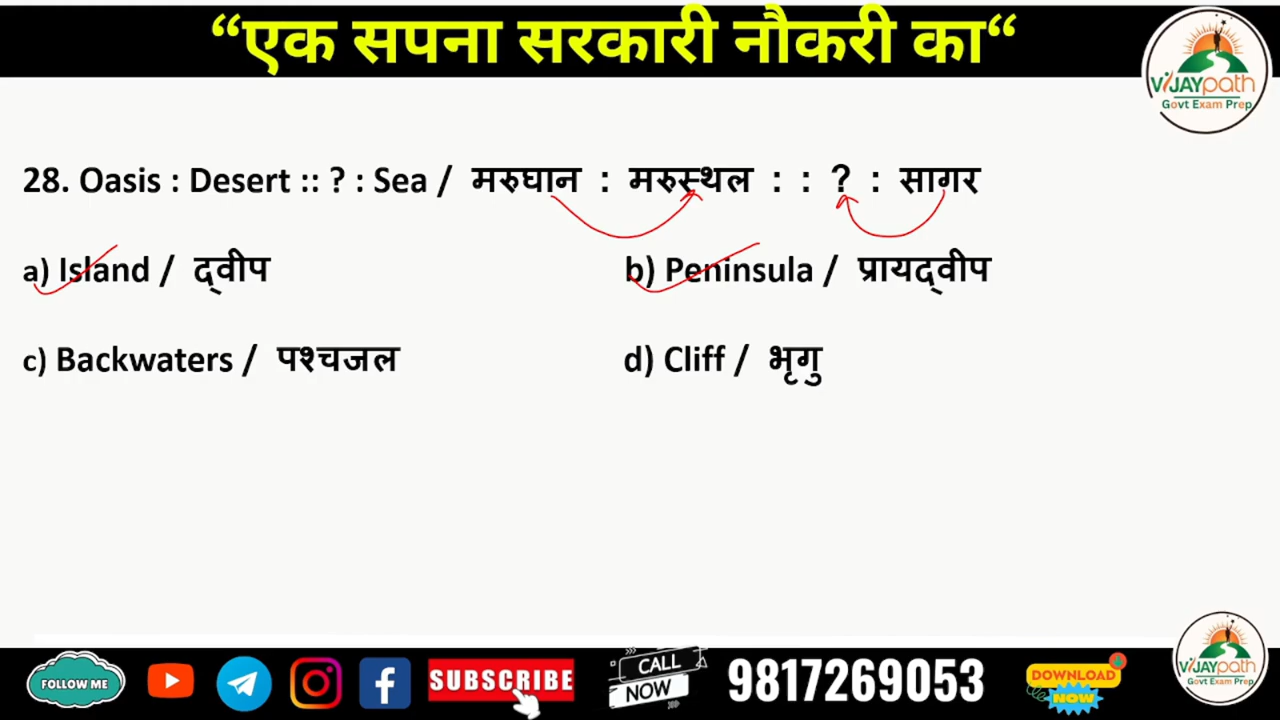 “एक सपना सरकारी नौकरी का“
VIJAYpath
Govt Exam Prep
28. Oasis : Desert :: ? : Sea / मरुघान : मरुस्थल : : ? : सागर
a) Island / द्वीप
b) Peninsula / प्रायद्वीप
c) Backwaters / पश्चजल
d) Cliff / भृगु
FOLLOW ME
SUBSCRIBE
CALL NOW
9817269053
DOWNLOAD NOW
VIJAYpath
Govt Exam Prep